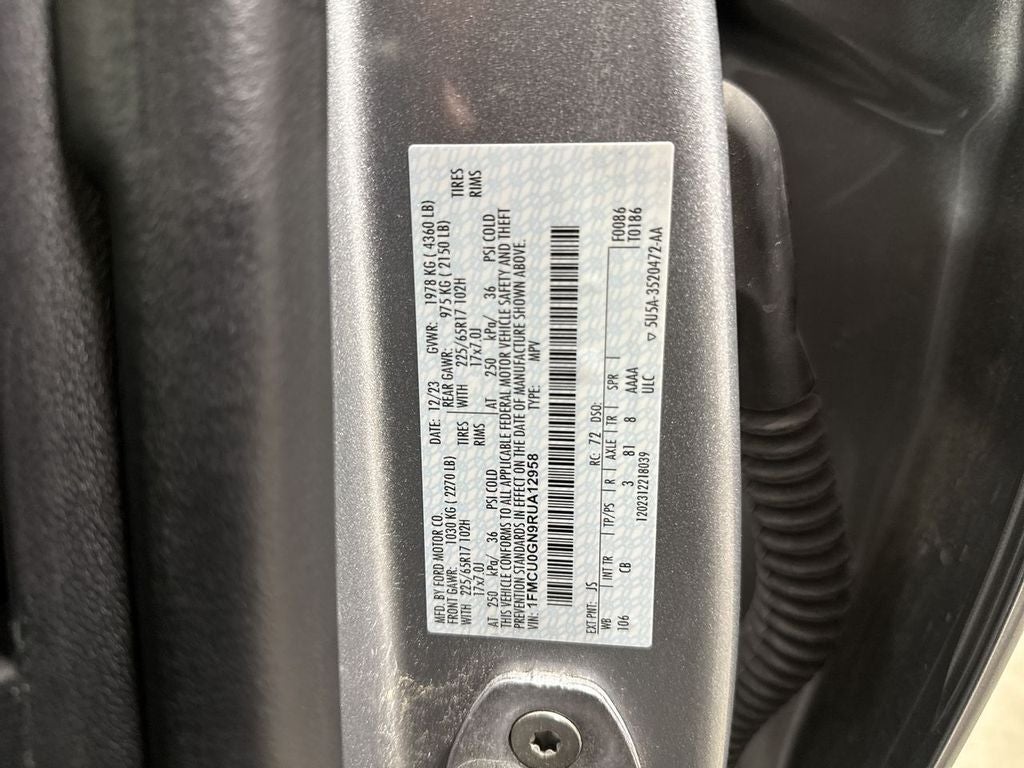 MFD. BY FORD MOTOR CO. DATE: 12/23 GVWR: 1978 KG ( 4360 LB)
FRONT GAWR: 1030 KG ( 2270 LB) REAR GAWR: 975 KG ( 2150 LB)
WITH 225/65R17 102H TIRES WITH 225/65R17 102H TIRES
17x7.0J RIMS 17x7.0J RIMS
AT 250 kPa/ 36 PSI COLD AT 250 kPa/ 36 PSI COLD
THIS VEHICLE CONFORMS TO ALL APPLICABLE FEDERAL MOTOR VEHICLE SAFETY AND THEFT
PREVENTION STANDARDS IN EFFECT ON THE DATE OF MANUFACTURE SHOWN ABOVE.
VIN: 1FMCU0GN9RUA12958 TYPE: MPV
EXT PNT: JS RC: 72 DSO: F0086
WB INT TR TP/PS R AXLE TR SPR T0186
106 CB 3 81 8 AAAA ▽ 5U5A-3520472-AA
1202312218039 ULC